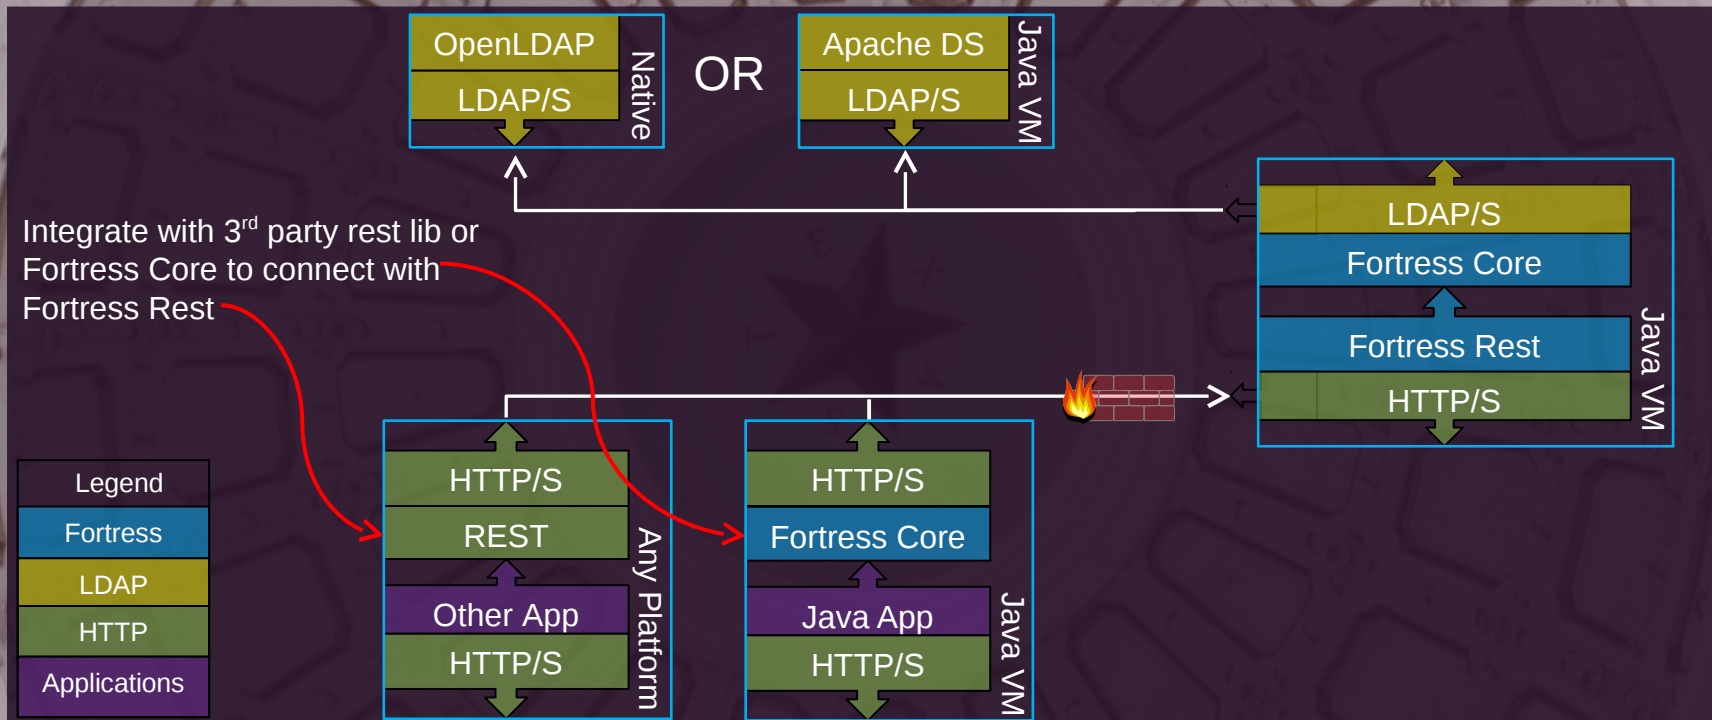 OpenLDAP
LDAP/S
Native
OR
Apache DS
LDAP/S
Java VM
LDAP/S
Fortress Core
Fortress Rest
HTTP/S
Java VM
Integrate with 3rd party rest lib or
Fortress Core to connect with
Fortress Rest
Legend
Fortress
LDAP
HTTP
Applications
HTTP/S
REST
Other App
HTTP/S
Any Platform
HTTP/S
Fortress Core
Java App
HTTP/S
Java VM